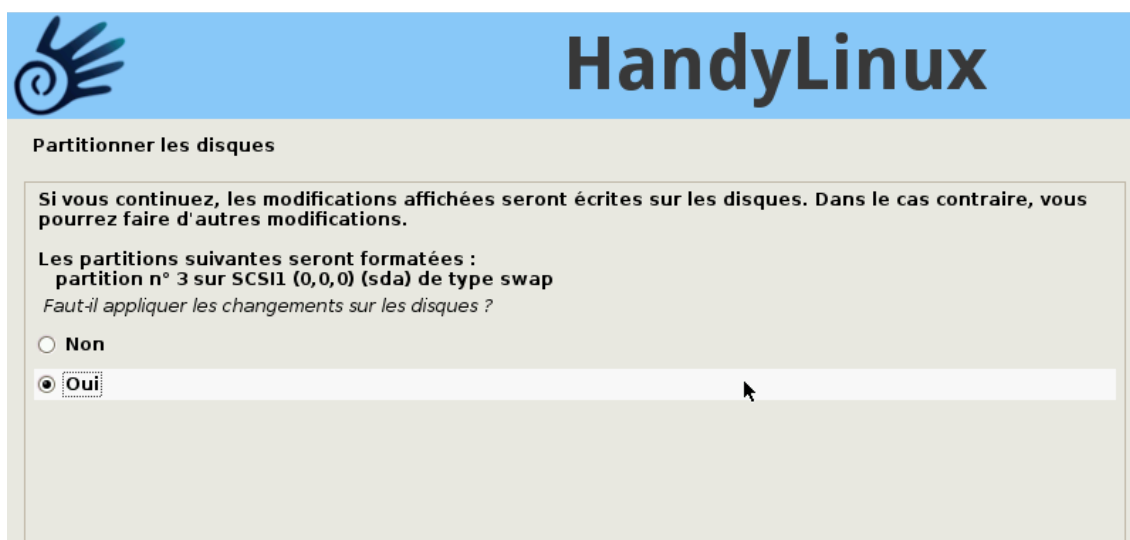 HandyLinux
Partitionner les disques
Si vous continuez, les modifications affichées seront écrites sur les disques. Dans le cas contraire, vous
pourrez faire d'autres modifications.
Les partitions suivantes seront formatées :
partition n° 3 sur SCSI1 (0,0,0) (sda) de type swap
Faut-il appliquer les changements sur les disques ?
Non
Oui